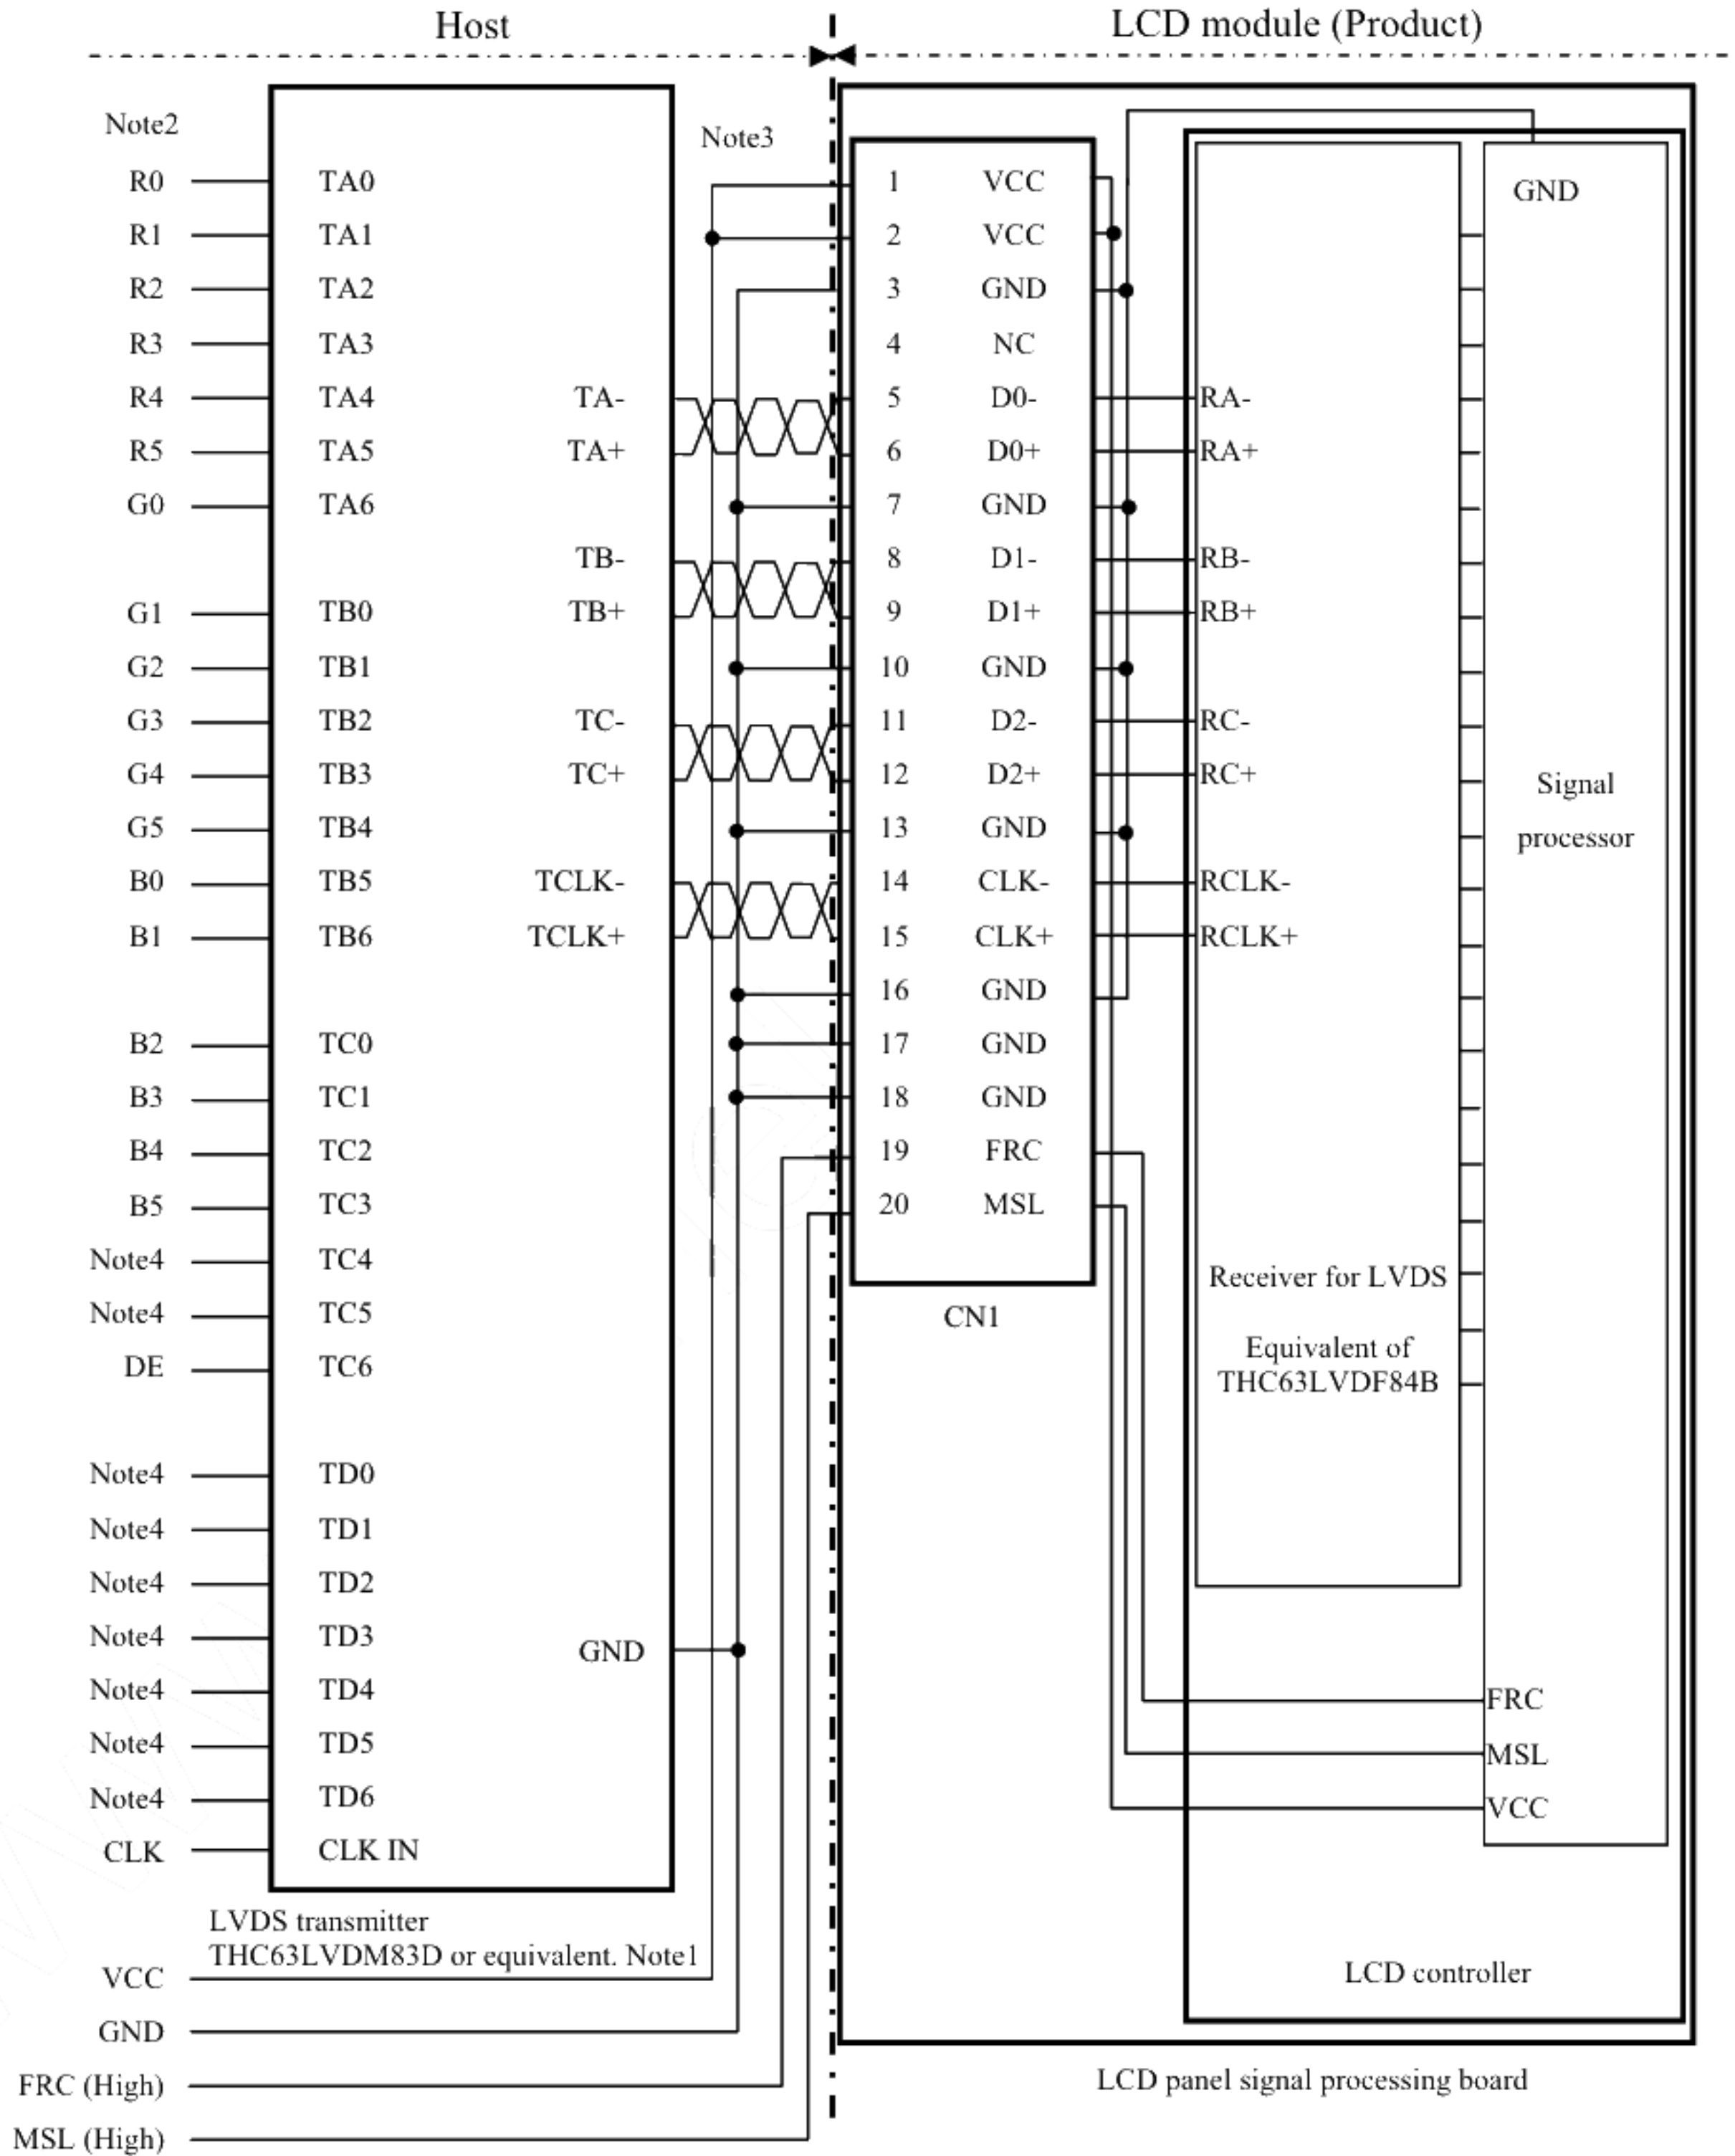 Host
LCD module (Product)
Note2
Note3
R0 TA0
R1 TA1
R2 TA2
R3 TA3
R4 TA4 TA-
R5 TA5 TA+
G0 TA6
TB-
G1 TB0 TB+
G2 TB1
G3 TB2 TC-
G4 TB3 TC+
G5 TB4
B0 TB5 TCLK-
B1 TB6 TCLK+
B2 TC0
B3 TC1
B4 TC2
B5 TC3
Note4 TC4
Note4 TC5
DE TC6
Note4 TD0
Note4 TD1
Note4 TD2
Note4 TD3 GND
Note4 TD4
Note4 TD5
Note4 TD6
CLK CLK IN
LVDS transmitter
THC63LVDM83D or equivalent. Note1
VCC
GND
FRC (High)
MSL (High)
1 VCC
2 VCC
3 GND
4 NC
5 D0- RA-
6 D0+ RA+
7 GND
8 D1- RB-
9 D1+ RB+
10 GND
11 D2- RC-
12 D2+ RC+
13 GND
14 CLK- RCLK-
15 CLK+ RCLK+
16 GND
17 GND
18 GND
19 FRC
20 MSL
CN1
Receiver for LVDS
Equivalent of
THC63LVDF84B
GND
Signal
processor
FRC
MSL
VCC
LCD controller
LCD panel signal processing board